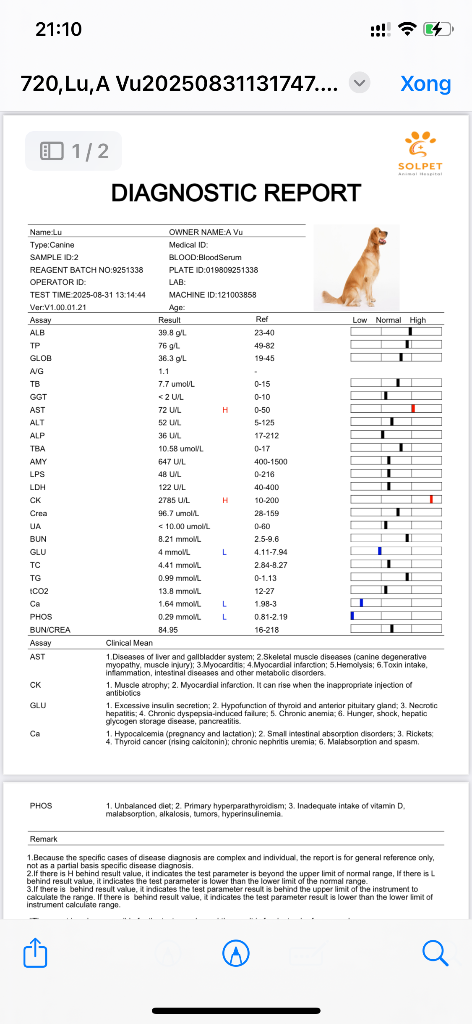 21:10
720,Lu,A Vu20250831131747....
Xong
1/2
SOLPET
Animal Hospital
DIAGNOSTIC REPORT
Name:Lu OWNER NAME:A Vu
Type:Canine Medical ID:
SAMPLE ID:2 BLOOD:BloodSerum
REAGENT BATCH NO:9251338 PLATE ID:019809251338
OPERATOR ID: LAB:
TEST TIME:2025-08-31 13:14:44 MACHINE ID:121003858
Ver:V1.00.01.21 Age:
Assay Result Ref Low Normal High
ALB 39.8 g/L 23-40
TP 76 g/L 49-82
GLOB 36.3 g/L 19-45
A/G 1.1 -
TB 7.7 umol/L 0-15
GGT < 2 U/L 0-10
AST 72 U/L H 0-50
ALT 52 U/L 5-125
ALP 36 U/L 17-212
TBA 10.58 umol/L 0-17
AMY 647 U/L 400-1500
LPS 48 U/L 0-216
LDH 122 U/L 40-400
CK 2785 U/L H 10-200
Crea 96.7 umol/L 28-159
UA < 10.00 umol/L 0-60
BUN 8.21 mmol/L 2.5-9.6
GLU 4 mmol/L L 4.11-7.94
TC 4.41 mmol/L 2.84-8.27
TG 0.99 mmol/L 0-1.13
tCO2 13.8 mmol/L 12-27
Ca 1.64 mmol/L L 1.98-3
PHOS 0.29 mmol/L L 0.81-2.19
BUN/CREA 84.95 16-218
Assay Clinical Mean
AST 1.Diseases of liver and gallbladder system; 2.Skeletal muscle diseases (canine degenerative
myopathy, muscle injury); 3.Myocarditis; 4.Myocardial infarction; 5.Hemolysis; 6.Toxin intake,
inflammation, intestinal diseases and other metabolic disorders.
CK 1. Muscle atrophy; 2. Myocardial infarction. It can rise when the inappropriate injection of
antibiotics
GLU 1. Excessive insulin secretion; 2. Hypofunction of thyroid and anterior pituitary gland; 3. Necrotic
hepatitis; 4. Chronic dyspepsia-induced failure; 5. Chronic anemia; 6. Hunger, shock, hepatic
glycogen storage disease, pancreatitis.
Ca 1. Hypocalcemia (pregnancy and lactation); 2. Small intestinal absorption disorders; 3. Rickets;
4. Thyroid cancer (rising calcitonin); chronic nephritis uremia; 6. Malabsorption and spasm.
PHOS 1. Unbalanced diet; 2. Primary hyperparathyroidism; 3. Inadequate intake of vitamin D,
malabsorption, alkalosis, tumors, hyperinsulinemia.
Remark
1.Because the specific cases of disease diagnosis are complex and individual, the report is for general reference only,
not as a partial basis specific disease diagnosis.
2.If there is H behind result value, it indicates the test parameter is beyond the upper limit of normal range, If there is L
behind result value, it indicates the test parameter is lower than the lower limit of the normal range.
3.If there is behind result value, it indicates the test parameter result is behind the upper limit of the instrument to
calculate the range. If there is behind result value, it indicates the test parameter result is lower than the lower limit of
instrument calculate range.